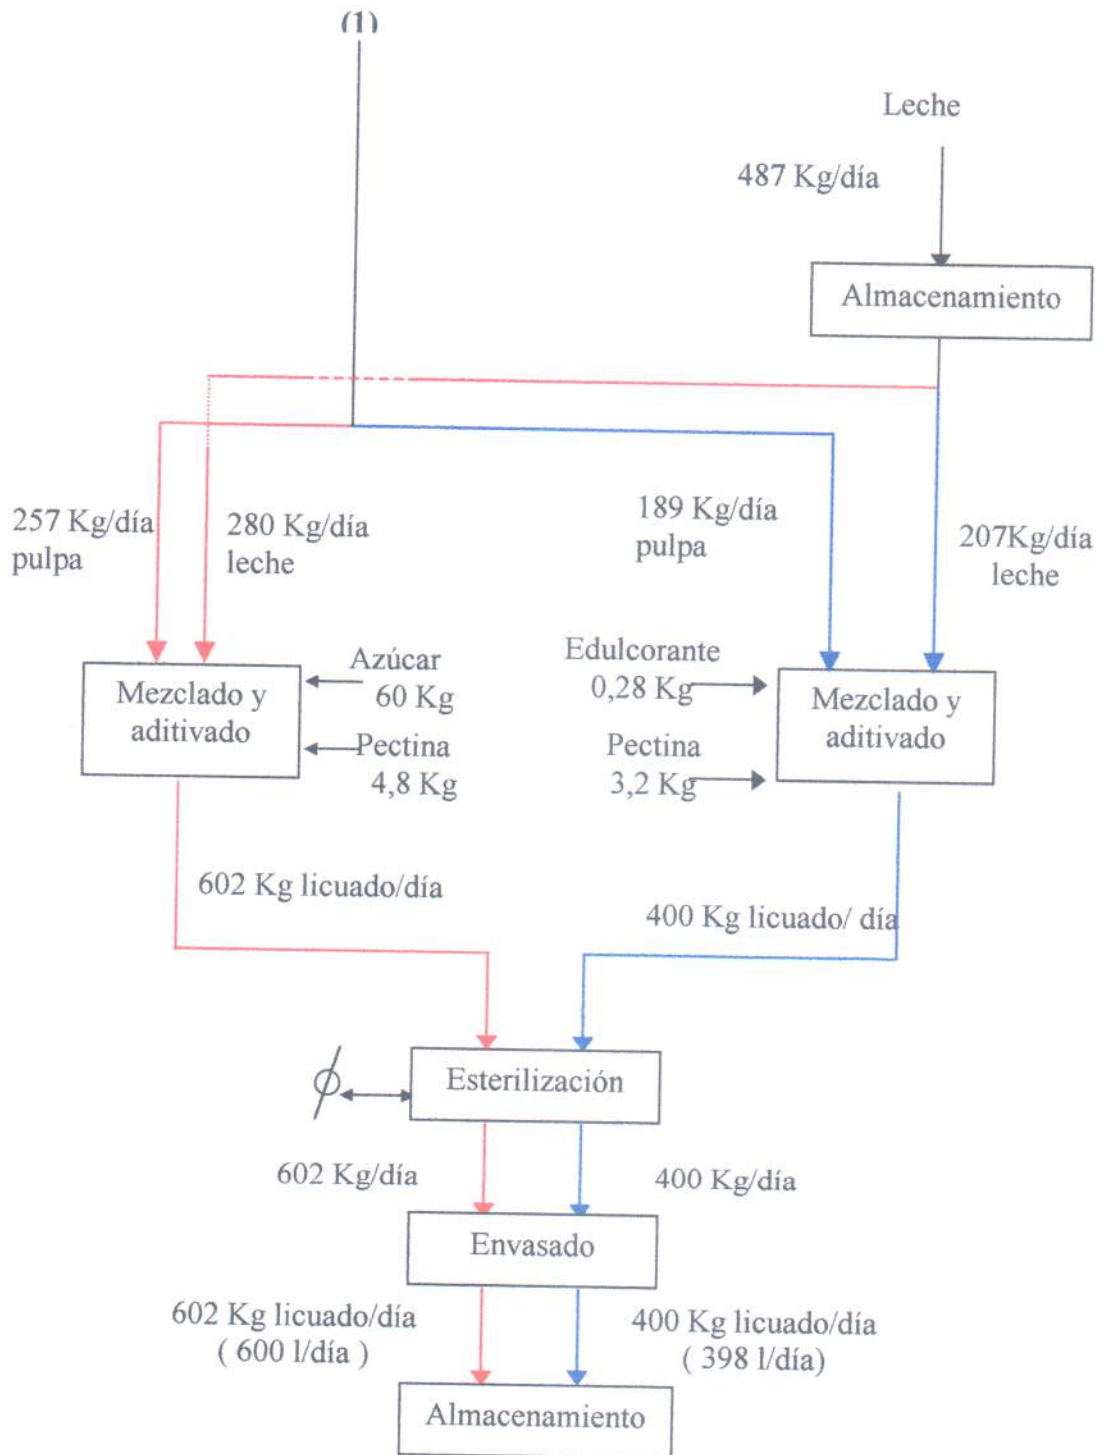 (1)
Leche
487 Kg/día
Almacenamiento
257 Kg/día
pulpa
280 Kg/día
leche
189 Kg/día
pulpa
207Kg/día
leche
Mezclado y
aditivado
Azúcar
60 Kg
Pectina
4,8 Kg
Edulcorante
0,28 Kg
Pectina
3,2 Kg
Mezclado y
aditivado
602 Kg licuado/día
400 Kg licuado/ día
Esterilización
602 Kg/día
400 Kg/día
Envasado
602 Kg licuado/día
( 600 l/día )
400 Kg licuado/día
( 398 l/día)
Almacenamiento